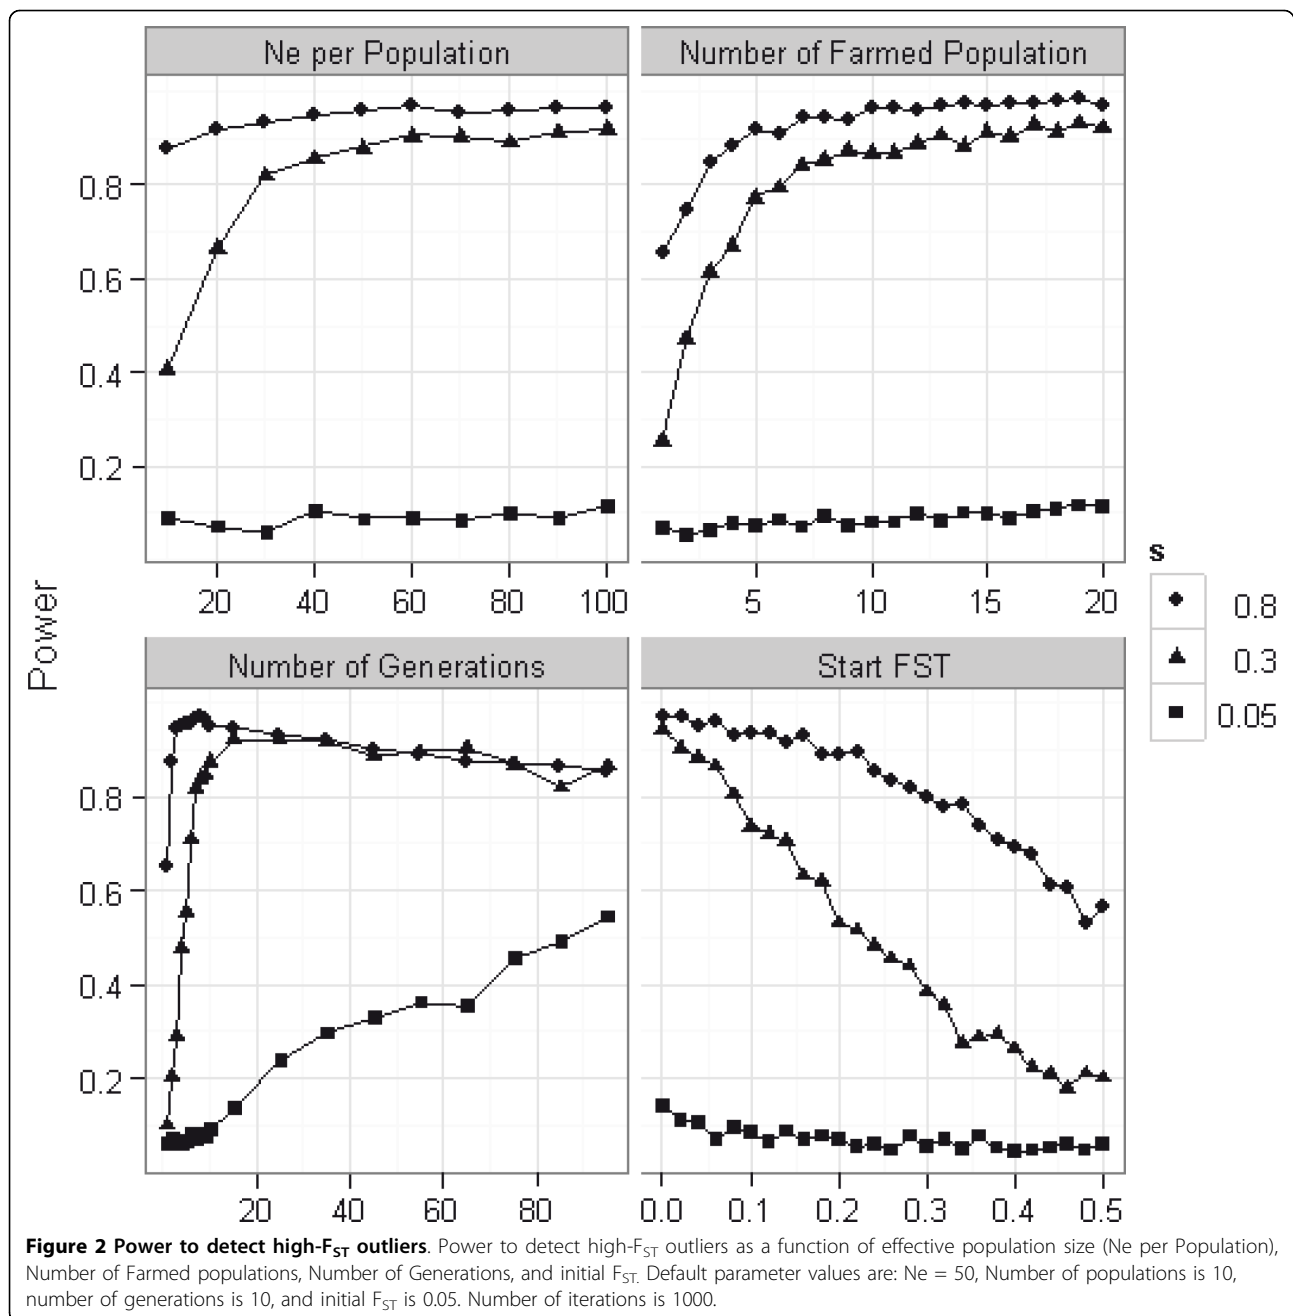 Ne per Population
Number of Farmed Population
0.8
0.6
0.4
0.2
20 40 60 80 100
5 10 15 20
Power
s
0.8
0.3
0.05
Number of Generations
Start FST
0.8
0.6
0.4
0.2
20 40 60 80
0.0 0.1 0.2 0.3 0.4 0.5
Figure 2 Power to detect high-FST outliers. Power to detect high-FST outliers as a function of effective population size (Ne per Population),
Number of Farmed populations, Number of Generations, and initial FST. Default parameter values are: Ne = 50, Number of populations is 10,
number of generations is 10, and initial FST is 0.05. Number of iterations is 1000.